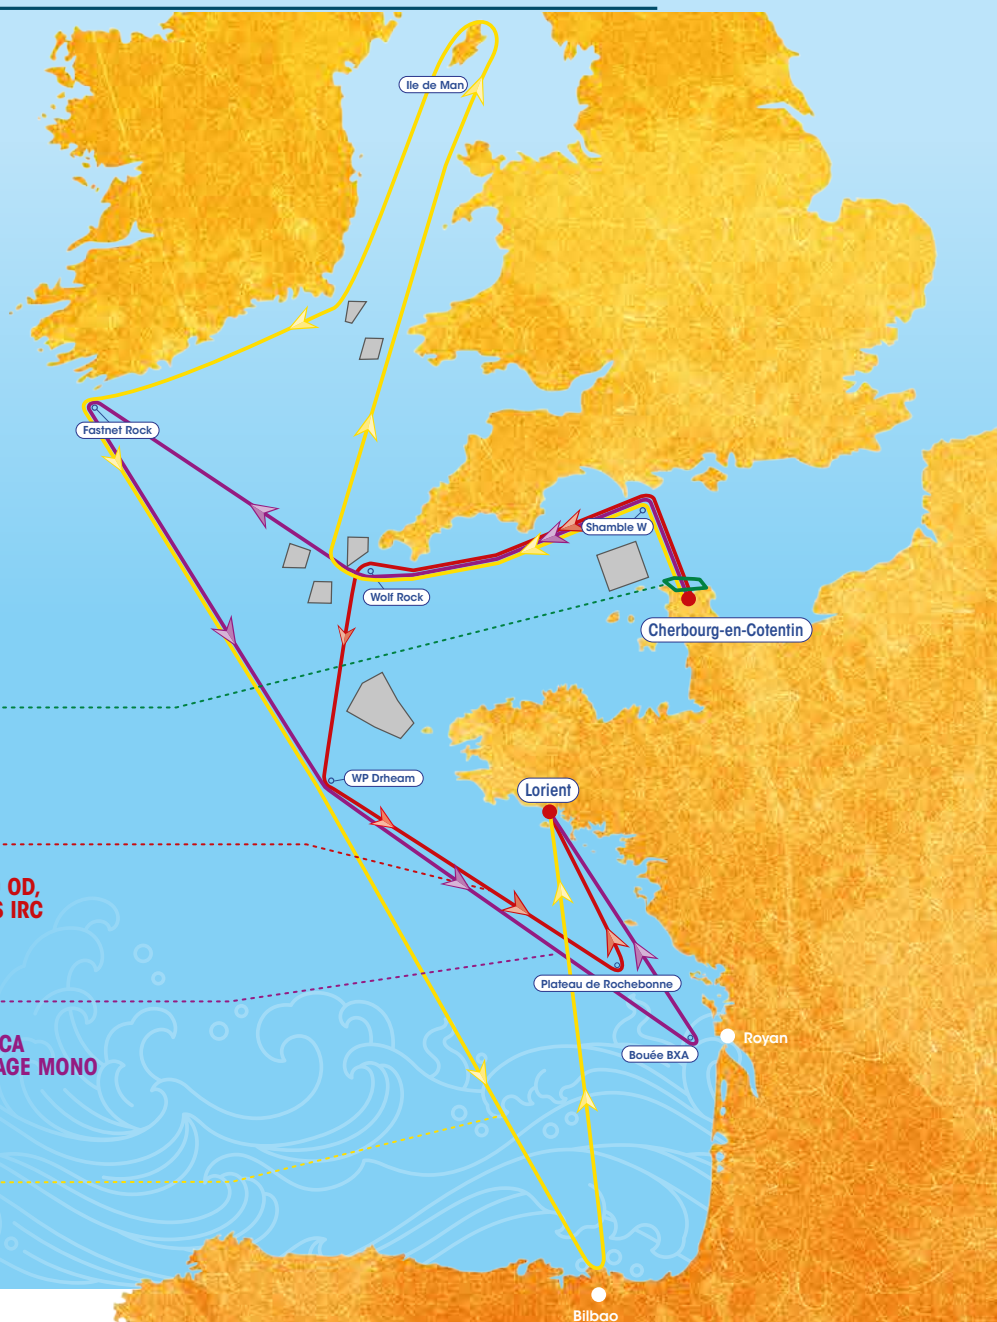 Ile de Man
Fastnet Rock
Shamble W
Wolf Rock
Cherbourg-en-Cotentin
WP Drheam
Lorient
OD,
IRC
Plateau de Rochebonne
Royan
CA
Bouée BXA
AGE MONO
Bilbao